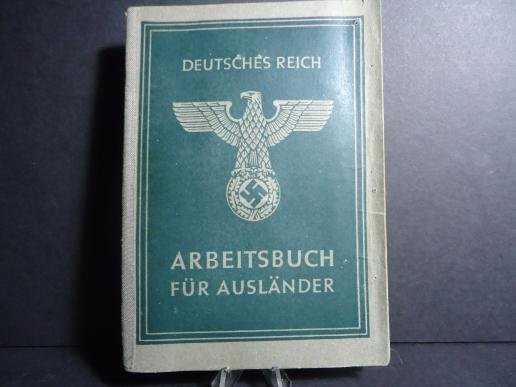 DEUTSCHES REICH
ARBEITSBUCH
FÜR AUSLÄNDER